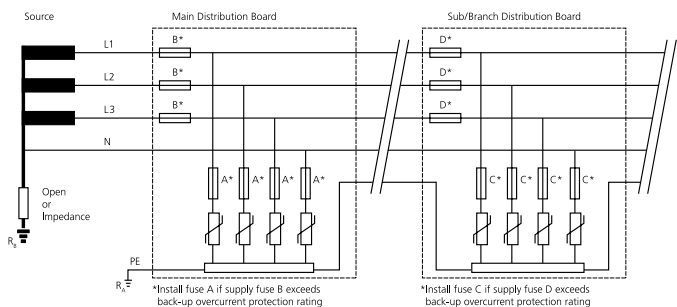 Source
Main Distribution Board
Sub/Branch Distribution Board
L1
B*
D*
L2
B*
D*
L3
B*
D*
N
A*
A*
A*
A*
C*
C*
C*
C*
Open
or
Impedance
RB
PE
RA
*Install fuse A if supply fuse B exceeds
back-up overcurrent protection rating
*Install fuse C if supply fuse D exceeds
back-up overcurrent protection rating